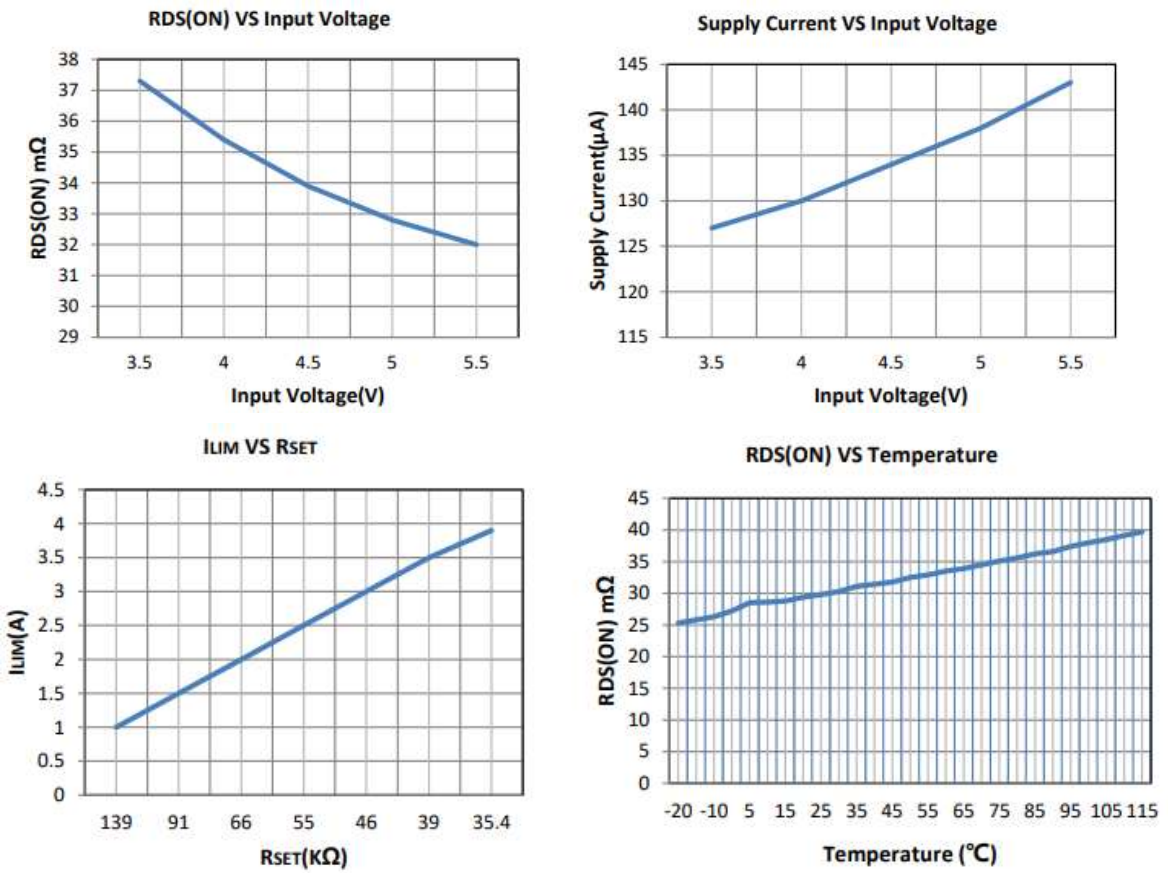 RDS(ON) VS Input Voltage
38
37
36
35
34
33
32
31
30
29
RDS(ON) mΩ
3.5 4 4.5 5 5.5
Input Voltage(V)
Supply Current VS Input Voltage
145
140
135
130
125
120
115
Supply Current(µA)
3.5 4 4.5 5 5.5
Input Voltage(V)
ILIM VS RSET
4.5
4
3.5
3
2.5
2
1.5
1
0.5
0
ILIM(A)
139 91 66 55 46 39 35.4
RSET(KΩ)
RDS(ON) VS Temperature
45
40
35
30
25
20
15
10
5
0
RDS(ON) mΩ
-20 -10 5 15 25 35 45 55 65 75 85 95 105 115
Temperature (℃)